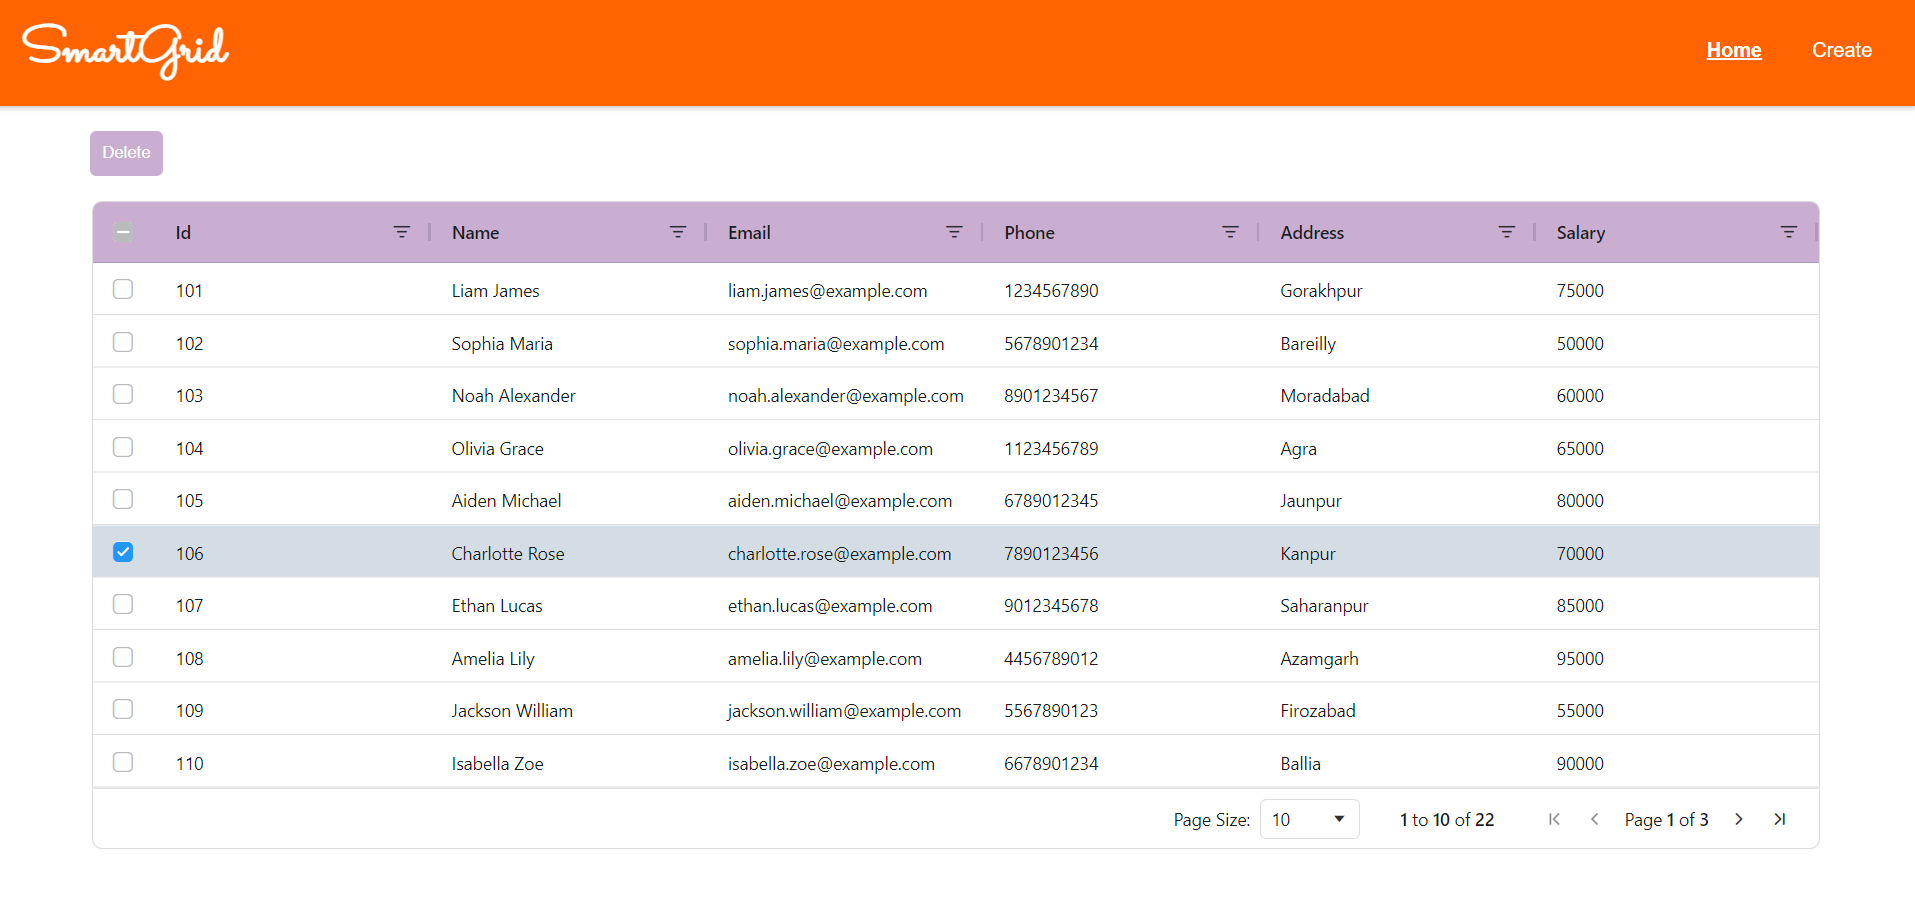 SmartGrid Home Create
Delete
Id Name Email Phone Address Salary
101 Liam James liam.james@example.com 1234567890 Gorakhpur 75000
102 Sophia Maria sophia.maria@example.com 5678901234 Bareilly 50000
103 Noah Alexander noah.alexander@example.com 8901234567 Moradabad 60000
104 Olivia Grace olivia.grace@example.com 1123456789 Agra 65000
105 Aiden Michael aiden.michael@example.com 6789012345 Jaunpur 80000
106 Charlotte Rose charlotte.rose@example.com 7890123456 Kanpur 70000
107 Ethan Lucas ethan.lucas@example.com 9012345678 Saharanpur 85000
108 Amelia Lily amelia.lily@example.com 4456789012 Azamgarh 95000
109 Jackson William jackson.william@example.com 5567890123 Firozabad 55000
110 Isabella Zoe isabella.zoe@example.com 6678901234 Ballia 90000
Page Size: 10 1 to 10 of 22 Page 1 of 3